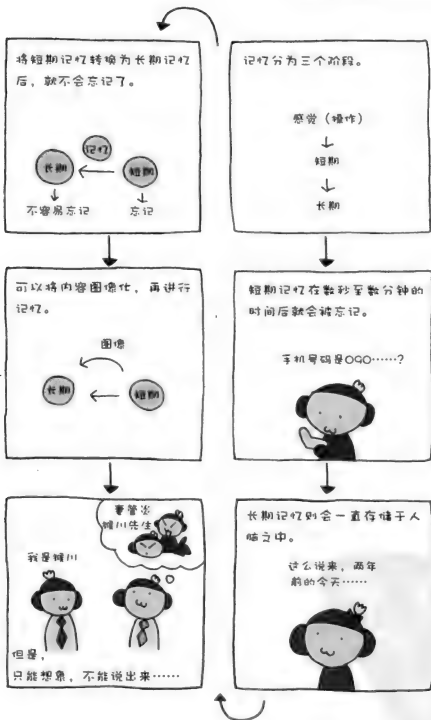 记忆分为三个阶段。
感觉（操作）
短期
长期
短期记忆在数秒至数分钟的
时间后就会被忘记。
手机号码是090……？
长期记忆则会一直存储于人
脑之中。
这么说来，两年
前的今天……
将短期记忆转换为长期记忆
后，就不会忘记了。
记忆
长期
短期
不容易忘记
忘记
可以将内容图像化，再进行
记忆。
图像
长期
短期
妻管炎
川先生
我是 川
但是，
只能想象，不能说出来……